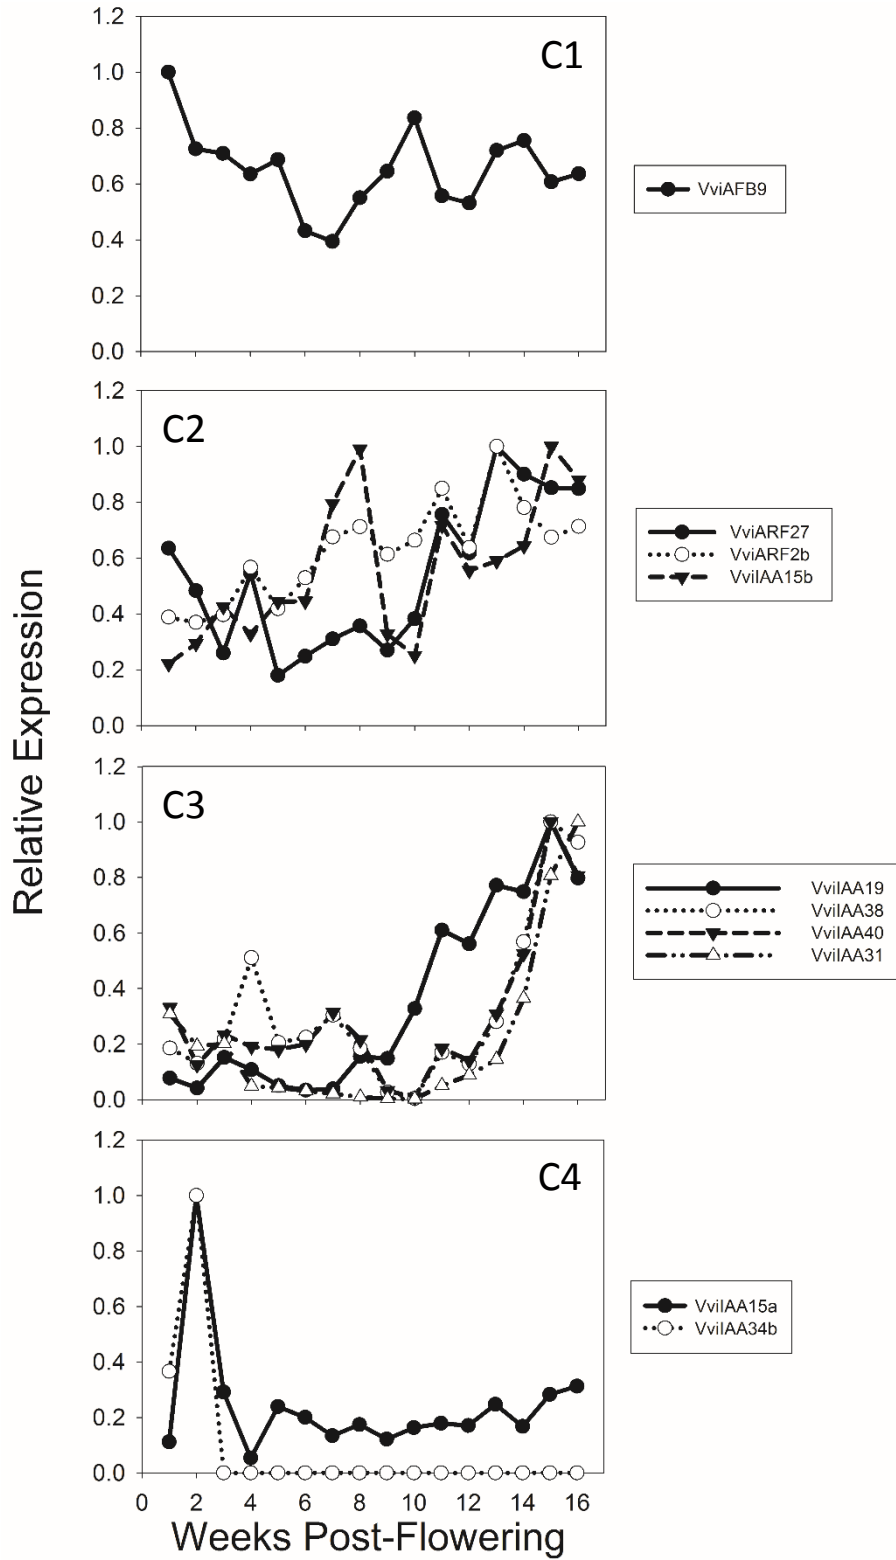 Relative Expression
1.2
1.0
0.8
0.6
0.4
0.2
0.0
C1
VviAFB9
1.2
1.0
0.8
0.6
0.4
0.2
0.0
C2
VviARF27
VviARF2b
VviIAA15b
1.2
1.0
0.8
0.6
0.4
0.2
0.0
C3
VviIAA19
VviIAA38
VviIAA40
VviIAA31
1.2
1.0
0.8
0.6
0.4
0.2
0.0
C4
VviIAA15a
VviIAA34b
0 2 4 6 8 10 12 14 16
Weeks Post-Flowering